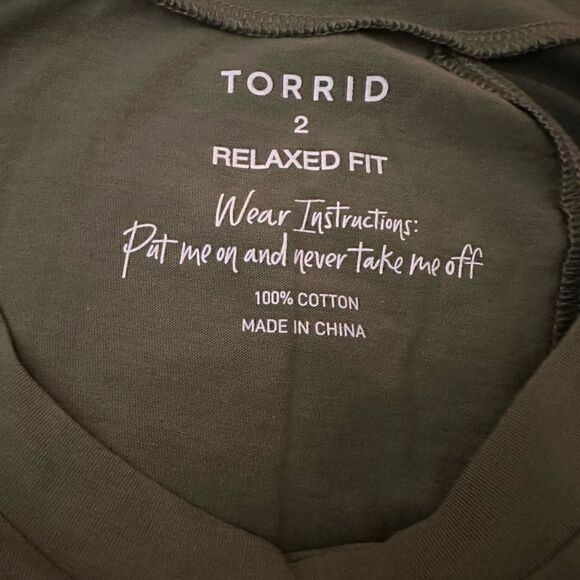 TORRID
2
RELAXED FIT
Wear Instructions:
Put me on and never take me off
100% COTTON
MADE IN CHINA